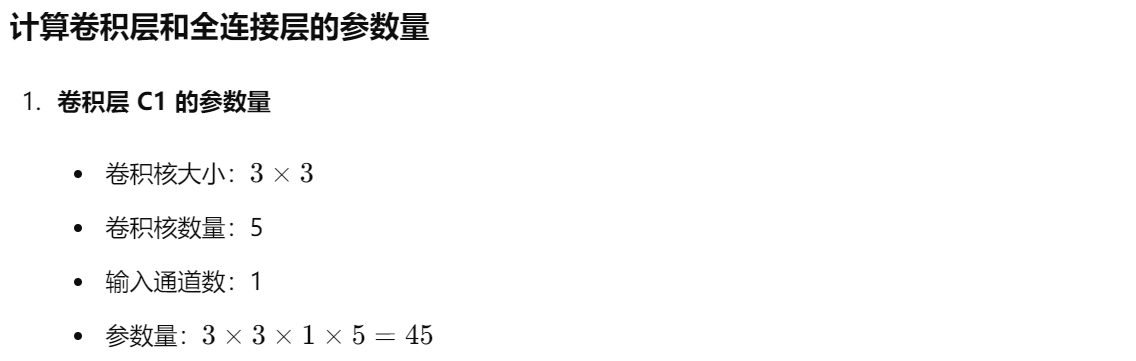 计算卷积层和全连接层的参数量
1. 卷积层 C1 的参数量
• 卷积核大小：3 × 3
• 卷积核数量：5
• 输入通道数：1
• 参数量：3 × 3 × 1 × 5 = 45